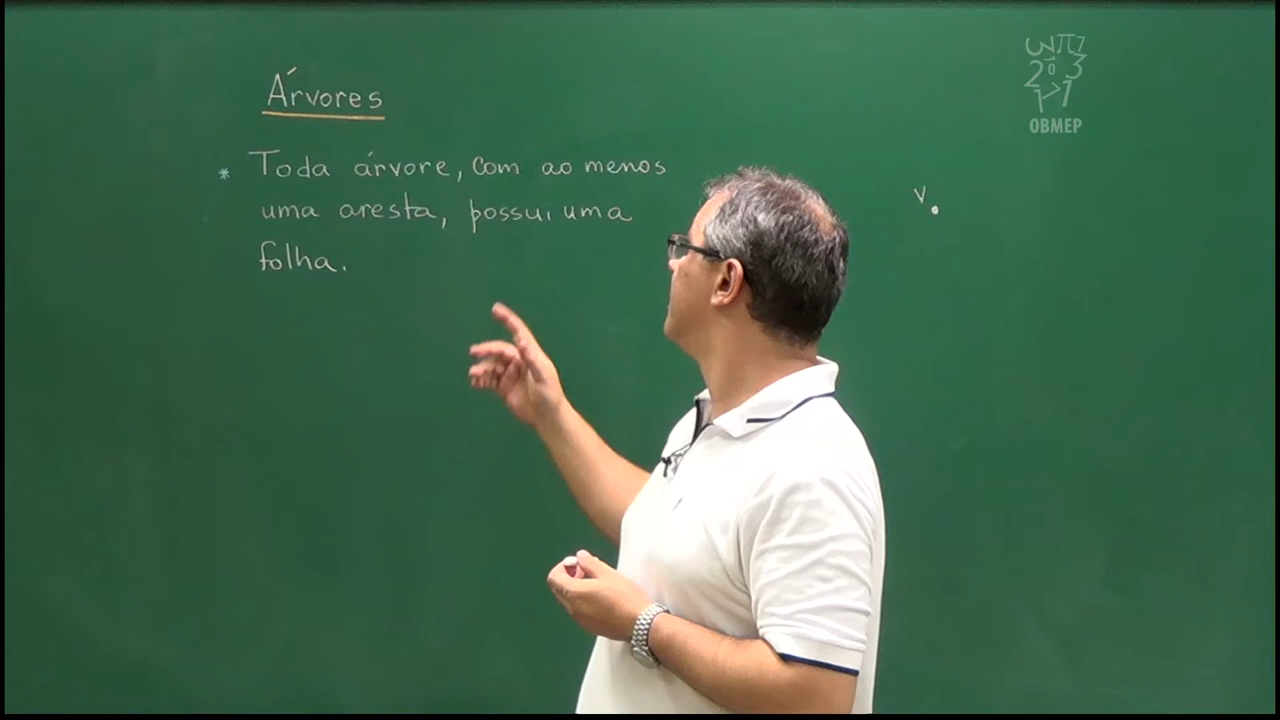 Árvores
* Toda árvore, com ao menos
uma aresta, possui uma
folha.
v
OBMEP